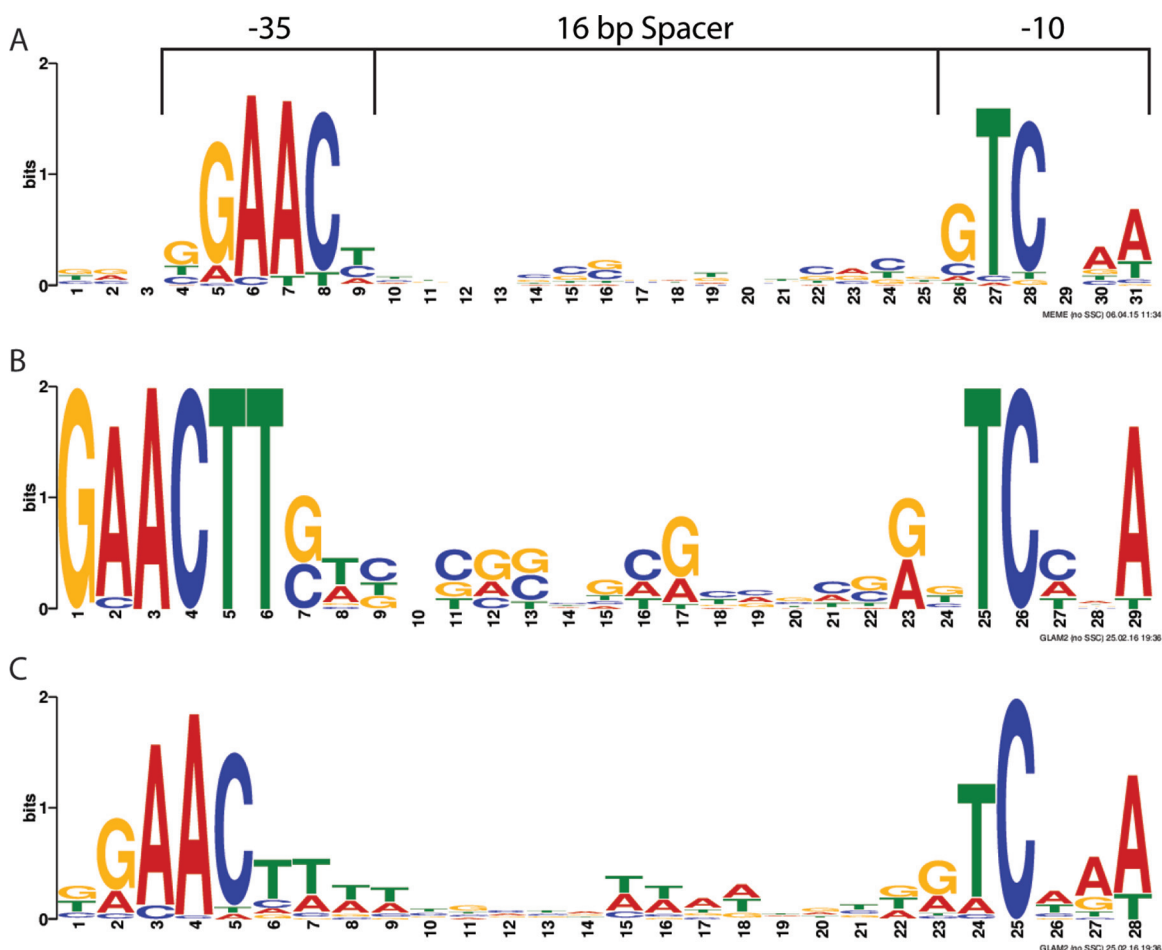 -35 16 bp Spacer -10
A
2
bits
1
G G A A C T G T C A A
0
1 2 3 4 5 6 7 8 9 10 11 12 13 14 15 16 17 18 19 20 21 22 23 24 25 26 27 28 29 30 31
MEME (no SSC) 06.04.15 11:34
B
2
bits
1
G A A C T T G T C C G G G C G G T C C A
0
1 2 3 4 5 6 7 8 9 10 11 12 13 14 15 16 17 18 19 20 21 22 23 24 25 26 27 28 29
GLAM2 (no SSC) 25.02.16 19:36
C
2
bits
1
G G A A C T T T T T T A A G G T C A A A
0
1 2 3 4 5 6 7 8 9 10 11 12 13 14 15 16 17 18 19 20 21 22 23 24 25 26 27 28
GLAM2 (no SSC) 25.02.16 19:36